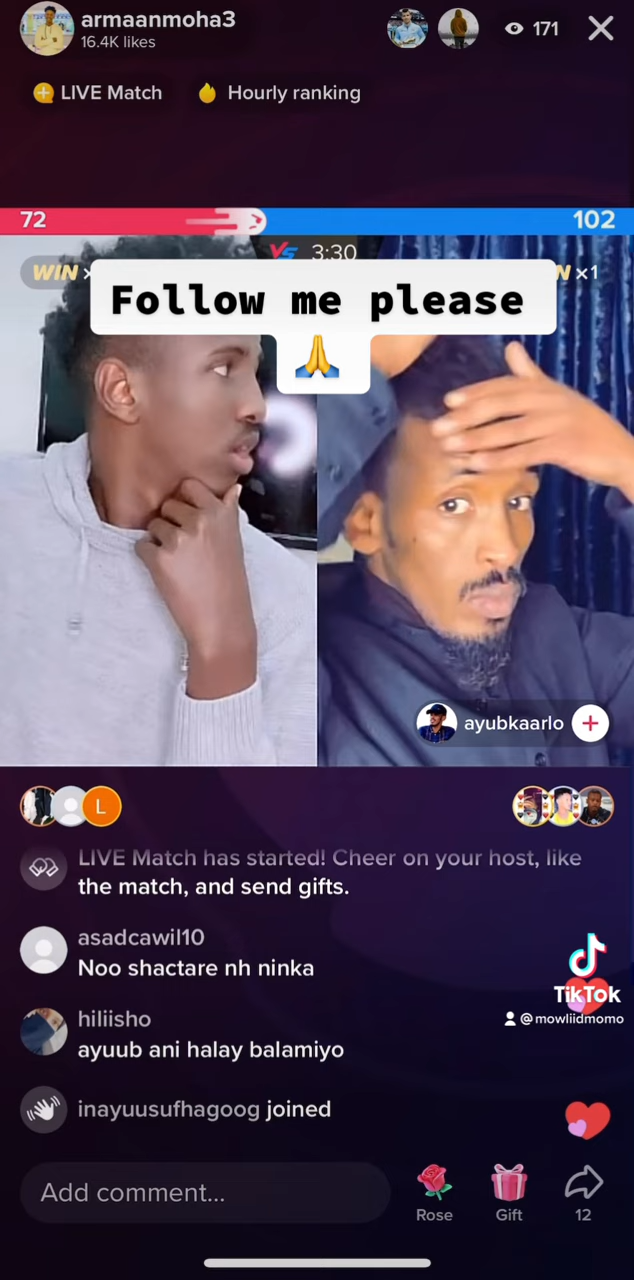 armaanmoha3
16.4K likes
171
LIVE Match
Hourly ranking
72
102
VS 3:30
WIN ×
N ×1
Follow me please
🙏
ayubkaarlo
L
LIVE Match has started! Cheer on your host, like
the match, and send gifts.
asadcawil10
Noo shactare nh ninka
TikTok
@mowliidmomo
hiliisho
ayuub ani halay balamiyo
inayuusufhagoog joined
Add comment...
Rose
Gift
12